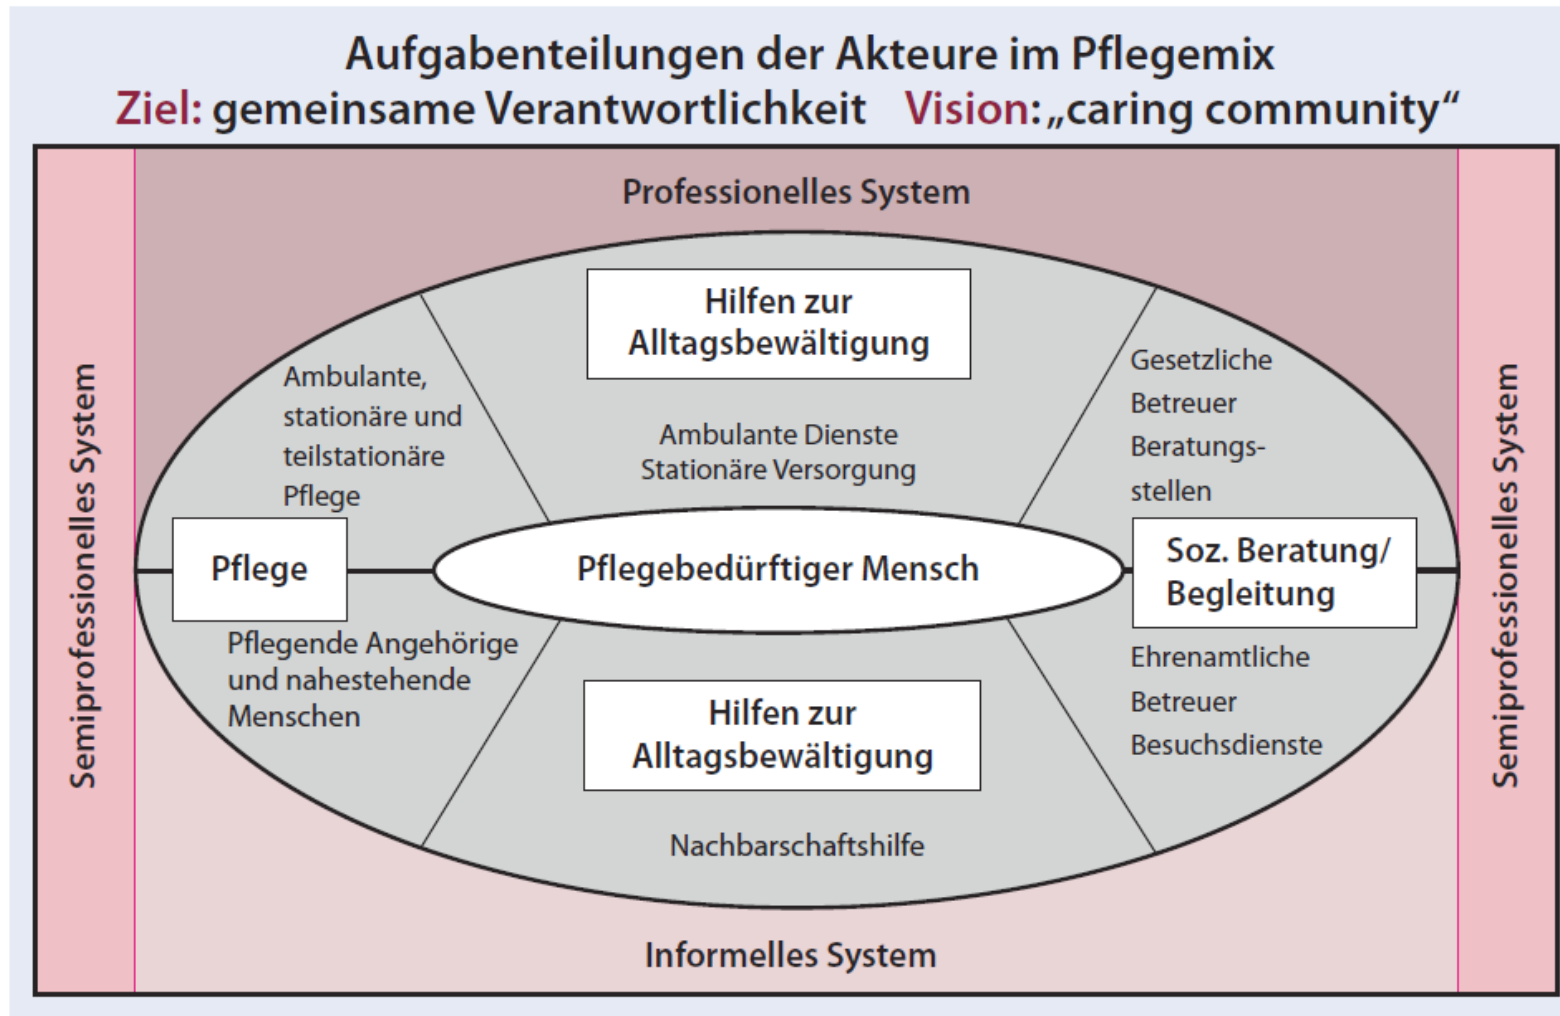 Aufgabenteilungen der Akteure im Pflegemix
Ziel: gemeinsame Verantwortlichkeit Vision: „caring community“
Professionelles System
Semiprofessionelles System
Hilfen zur
Alltagsbewältigung
Ambulante Dienste
Stationäre Versorgung
Ambulante,
stationäre und
teilstationäre
Pflege
Gesetzliche
Betreuer
Beratungs-
stellen
Pflege
Pflegebedürftiger Mensch
Soz. Beratung/
Begleitung
Pflegende Angehörige
und nahestehende
Menschen
Hilfen zur
Alltagsbewältigung
Nachbarschaftshilfe
Ehrenamtliche
Betreuer
Besuchsdienste
Semiprofessionelles System
Informelles System